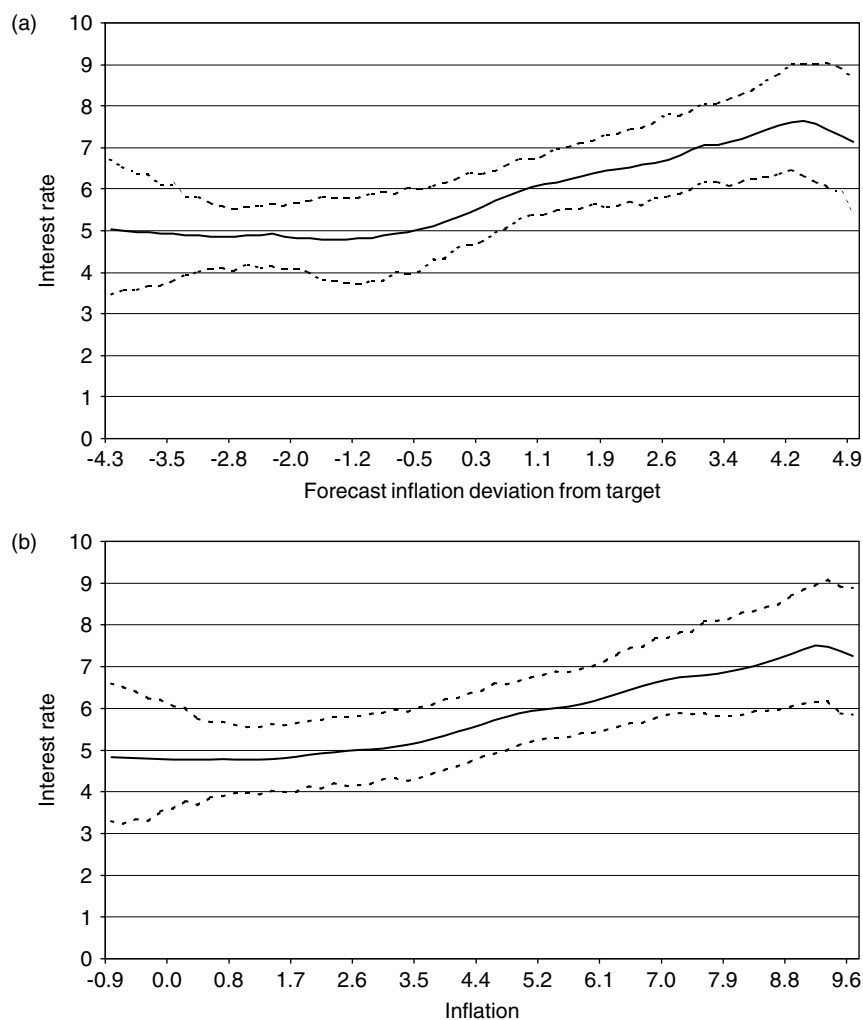 (a)
10
9
8
7
6
5
4
3
2
1
0
Interest rate
-4.3 -3.5 -2.8 -2.0 -1.2 -0.5 0.3 1.1 1.9 2.6 3.4 4.2 4.9
Forecast inflation deviation from target
(b)
10
9
8
7
6
5
4
3
2
1
0
Interest rate
-0.9 0.0 0.8 1.7 2.6 3.5 4.4 5.2 6.1 7.0 7.9 8.8 9.6
Inflation